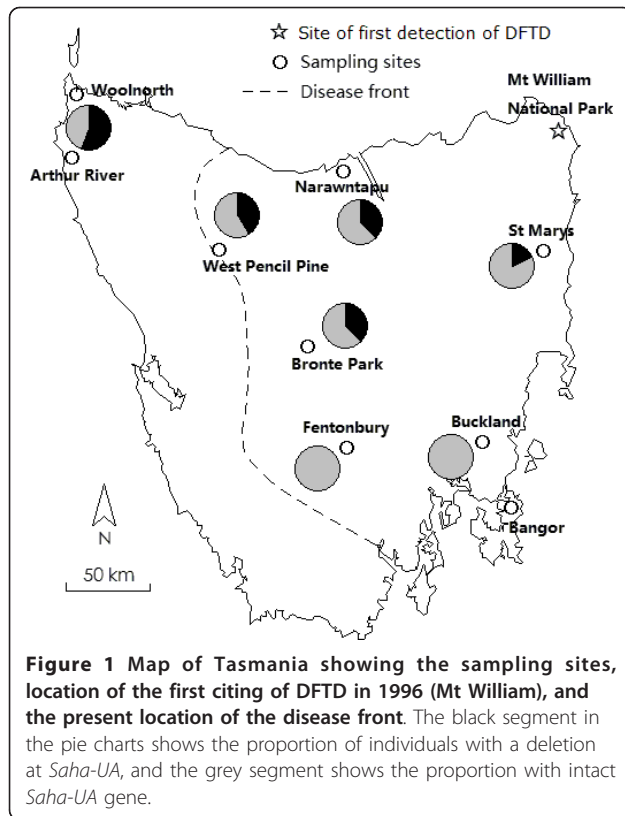 ☆ Site of first detection of DFTD
○ Sampling sites
--- Disease front
Mt William
National Park
Woolnorth
Arthur River
Narawntapu
St Marys
West Pencil Pine
Bronte Park
Fentonbury
Buckland
Bangor
N
50 km
Figure 1 Map of Tasmania showing the sampling sites,
location of the first citing of DFTD in 1996 (Mt William), and
the present location of the disease front. The black segment in
the pie charts shows the proportion of individuals with a deletion
at Saha-UA, and the grey segment shows the proportion with intact
Saha-UA gene.